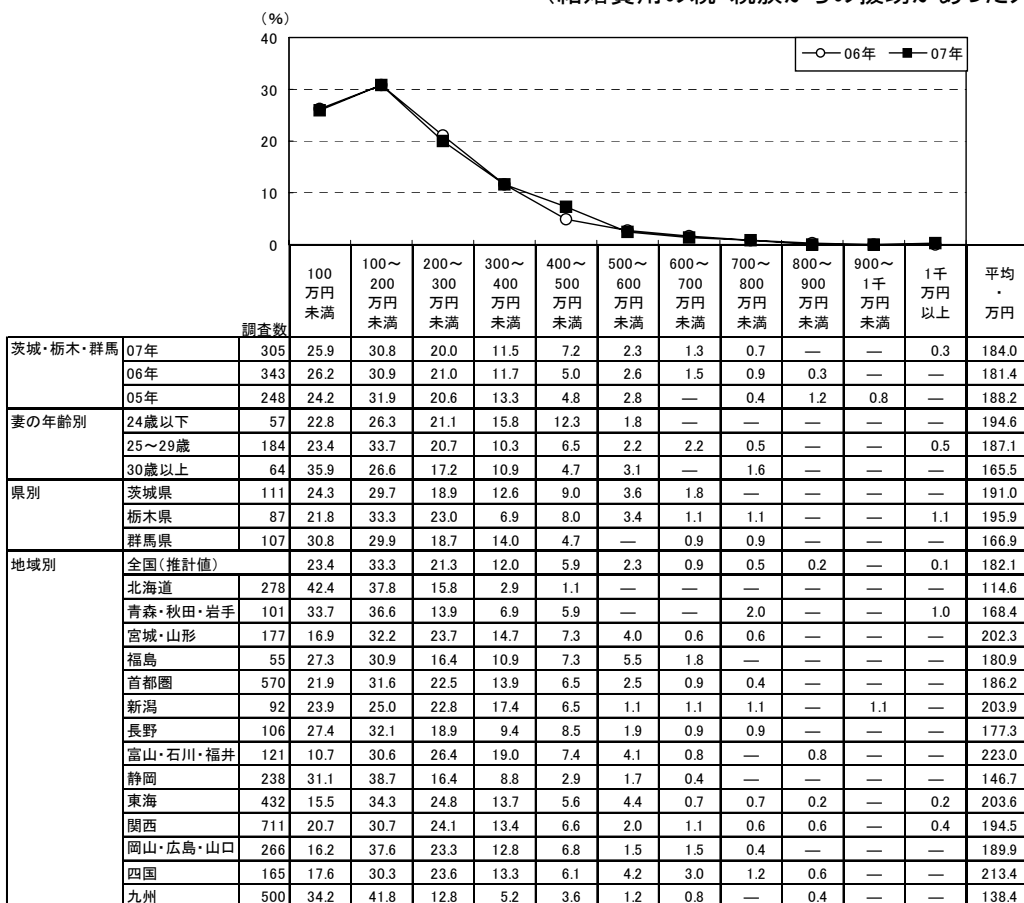 (%)
40
30
20
10
0
06年 07年
調査数 100万円未満 100～200万円未満 200～300万円未満 300～400万円未満 400～500万円未満 500～600万円未満 600～700万円未満 700～800万円未満 800～900万円未満 900～1千万円未満 1千万円以上 平均・万円
茨城・栃木・群馬 07年 305 25.9 30.8 20.0 11.5 7.2 2.3 1.3 0.7 — — 0.3 184.0
06年 343 26.2 30.9 21.0 11.7 5.0 2.6 1.5 0.9 0.3 — — 181.4
05年 248 24.2 31.9 20.6 13.3 4.8 2.8 — 0.4 1.2 0.8 — 188.2
妻の年齢別 24歳以下 57 22.8 26.3 21.1 15.8 12.3 1.8 — — — — — 194.6
25～29歳 184 23.4 33.7 20.7 10.3 6.5 2.2 2.2 0.5 — — 0.5 187.1
30歳以上 64 35.9 26.6 17.2 10.9 4.7 3.1 — 1.6 — — — 165.5
県別 茨城県 111 24.3 29.7 18.9 12.6 9.0 3.6 1.8 — — — — 191.0
栃木県 87 21.8 33.3 23.0 6.9 8.0 3.4 1.1 1.1 — — 1.1 195.9
群馬県 107 30.8 29.9 18.7 14.0 4.7 — 0.9 0.9 — — — 166.9
地域別 全国(推計値) 23.4 33.3 21.3 12.0 5.9 2.3 0.9 0.5 0.2 — 0.1 182.1
北海道 278 42.4 37.8 15.8 2.9 1.1 — — — — — — 114.6
青森・秋田・岩手 101 33.7 36.6 13.9 6.9 5.9 — — 2.0 — — 1.0 168.4
宮城・山形 177 16.9 32.2 23.7 14.7 7.3 4.0 0.6 0.6 — — — 202.3
福島 55 27.3 30.9 16.4 10.9 7.3 5.5 1.8 — — — — 180.9
首都圏 570 21.9 31.6 22.5 13.9 6.5 2.5 0.9 0.4 — — — 186.2
新潟 92 23.9 25.0 22.8 17.4 6.5 1.1 1.1 1.1 — 1.1 — 203.9
長野 106 27.4 32.1 18.9 9.4 8.5 1.9 0.9 0.9 — — — 177.3
富山・石川・福井 121 10.7 30.6 26.4 19.0 7.4 4.1 0.8 — 0.8 — — 223.0
静岡 238 31.1 38.7 16.4 8.8 2.9 1.7 0.4 — — — — 146.7
東海 432 15.5 34.3 24.8 13.7 5.6 4.4 0.7 0.7 0.2 — 0.2 203.6
関西 711 20.7 30.7 24.1 13.4 6.6 2.0 1.1 0.6 0.6 — 0.4 194.5
岡山・広島・山口 266 16.2 37.6 23.3 12.8 6.8 1.5 1.5 0.4 — — — 189.9
四国 165 17.6 30.3 23.6 13.3 6.1 4.2 3.0 1.2 0.6 — — 213.4
九州 500 34.2 41.8 12.8 5.2 3.6 1.2 0.8 — 0.4 — — 138.4